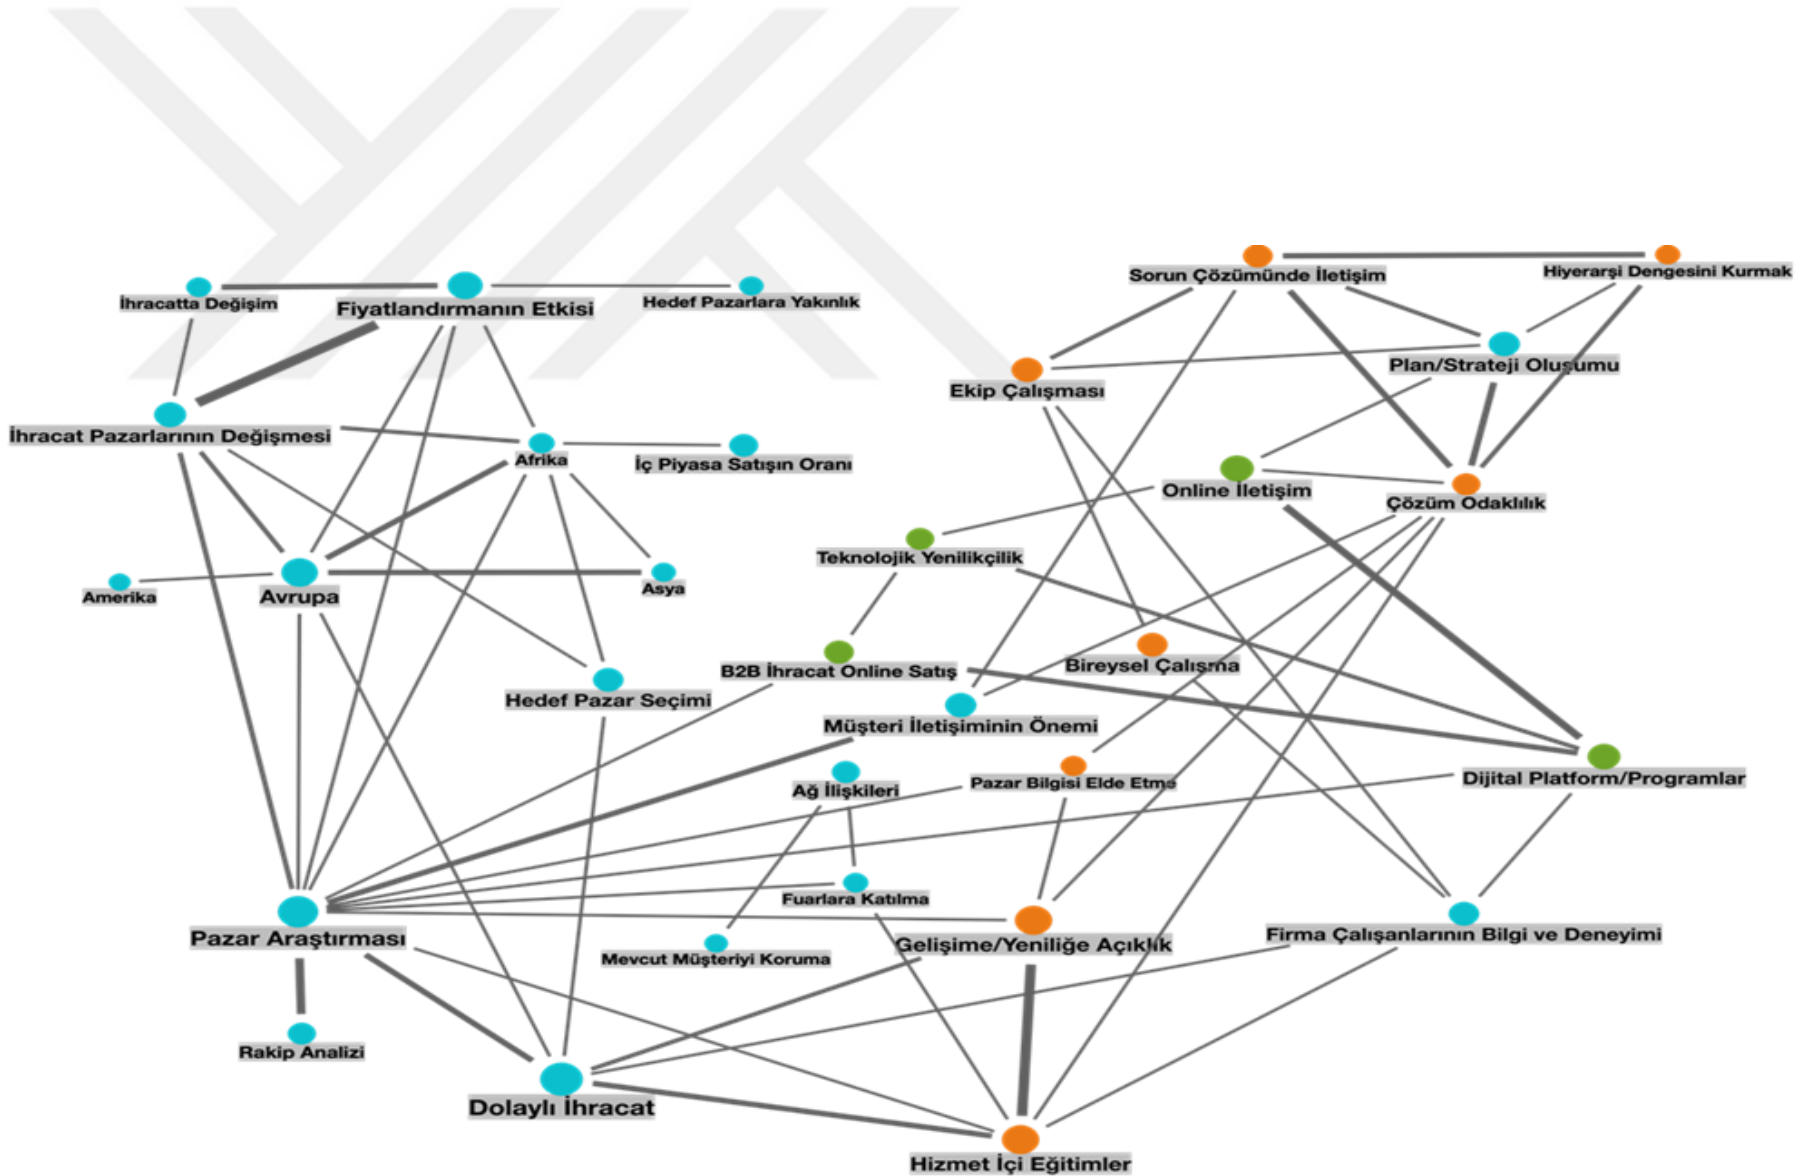 Sorun Çözümünde İletişim
Hiyerarşi Dengesini Kurmak
İhracatta Değişim
Fiyatlandırmanın Etkisi
Hedef Pazarlara Yakınlık
Plan/Strateji Oluşumu
Ekip Çalışması
İhracat Pazarlarının Değişmesi
Afrika
İç Piyasa Satışın Oranı
Online İletişim
Çözüm Odaklılık
Teknolojik Yenilikçilik
Amerika
Avrupa
Asya
B2B İhracat Online Satış
Bireysel Çalışma
Hedef Pazar Seçimi
Müşteri İletişiminin Önemi
Ağ İlişkileri
Pazar Bilgisi Elde Etme
Dijital Platform/Programlar
Fuarlara Katılma
Pazar Araştırması
Gelişime/Yeniliğe Açıklık
Firma Çalışanlarının Bilgi ve Deneyimi
Mevcut Müşteriyi Koruma
Rakip Analizi
Dolaylı İhracat
Hizmet İçi Eğitimler